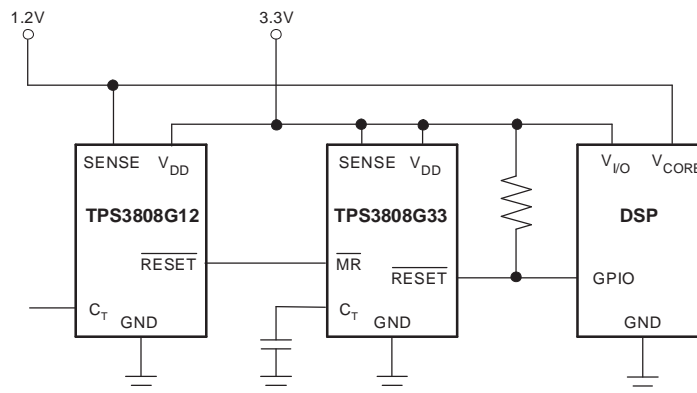 1.2V 3.3V
SENSE VDD SENSE VDD VI/O VCORE
TPS3808G12 TPS3808G33 DSP
RESET MR RESET GPIO
CT GND CT GND GND